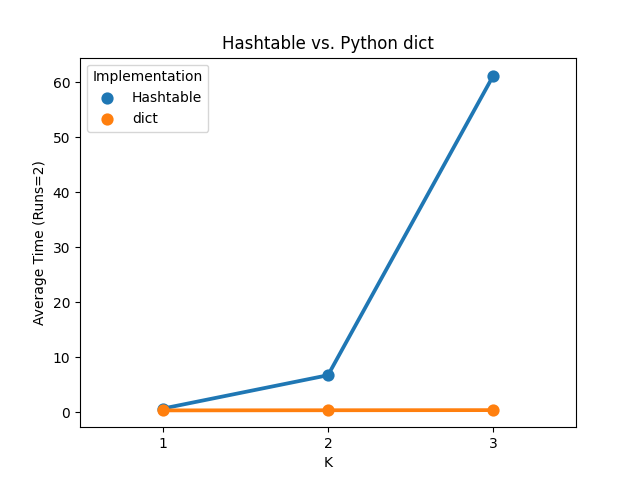 Hashtable vs. Python dict
Implementation
Hashtable
dict
Average Time (Runs=2)
60
50
40
30
20
10
0
1
2
3
K